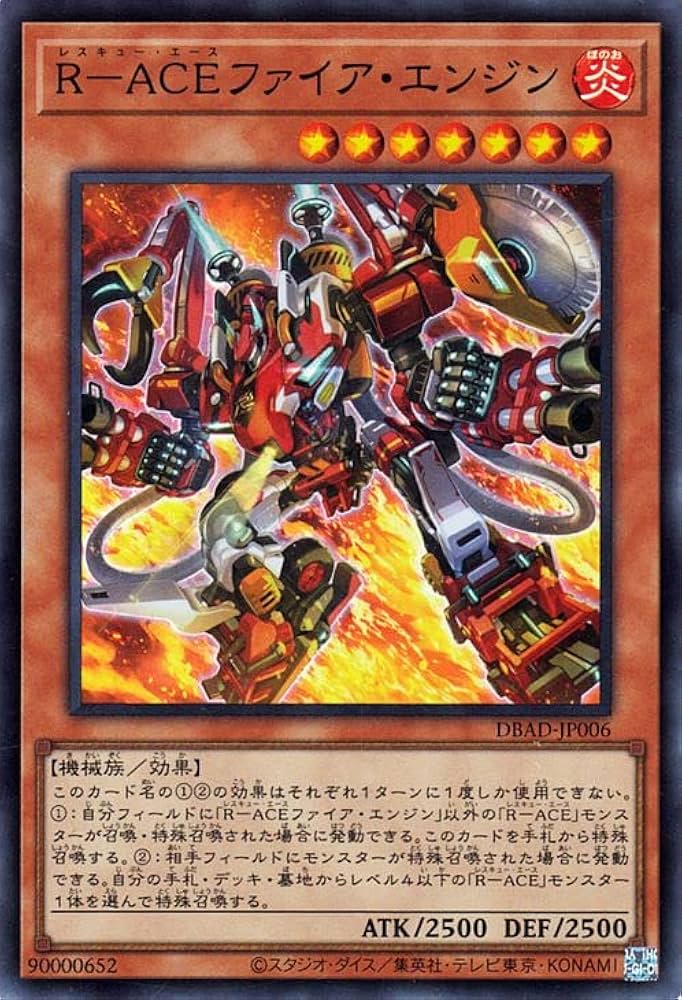 レスキュー・エース
R－ACEファイア・エンジン
ほのお
炎
DBAD-JP006
【機械族／効果】
このカード名の①②の効果はそれぞれ１ターンに１度しか使用できない。
①：自分フィールドに「R－ACEファイア・エンジン」以外の「R－ACE」モンス
ターが召喚・特殊召喚された場合に発動できる。このカードを手札から特殊
召喚する。②：相手フィールドにモンスターが特殊召喚された場合に発動
できる。自分の手札・デッキ・墓地からレベル４以下の「R－ACE」モンスター
１体を選んで特殊召喚する。
ATK/2500 DEF/2500
90000652
©スタジオ・ダイス／集英社・テレビ東京・KONAMI